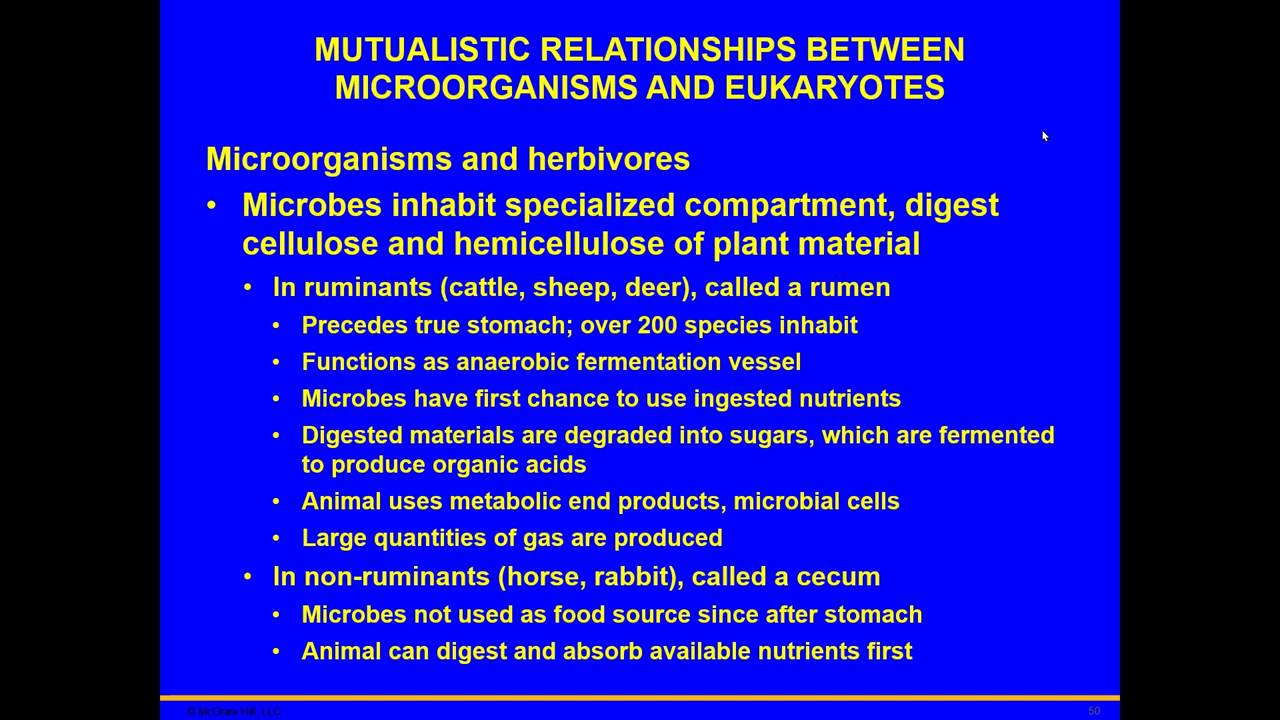 MUTUALISTIC RELATIONSHIPS BETWEEN
MICROORGANISMS AND EUKARYOTES
Microorganisms and herbivores
• Microbes inhabit specialized compartment, digest
cellulose and hemicellulose of plant material
• In ruminants (cattle, sheep, deer), called a rumen
• Precedes true stomach; over 200 species inhabit
• Functions as anaerobic fermentation vessel
• Microbes have first chance to use ingested nutrients
• Digested materials are degraded into sugars, which are fermented
to produce organic acids
• Animal uses metabolic end products, microbial cells
• Large quantities of gas are produced
• In non-ruminants (horse, rabbit), called a cecum
• Microbes not used as food source since after stomach
• Animal can digest and absorb available nutrients first
© McGraw Hill, LLC
50